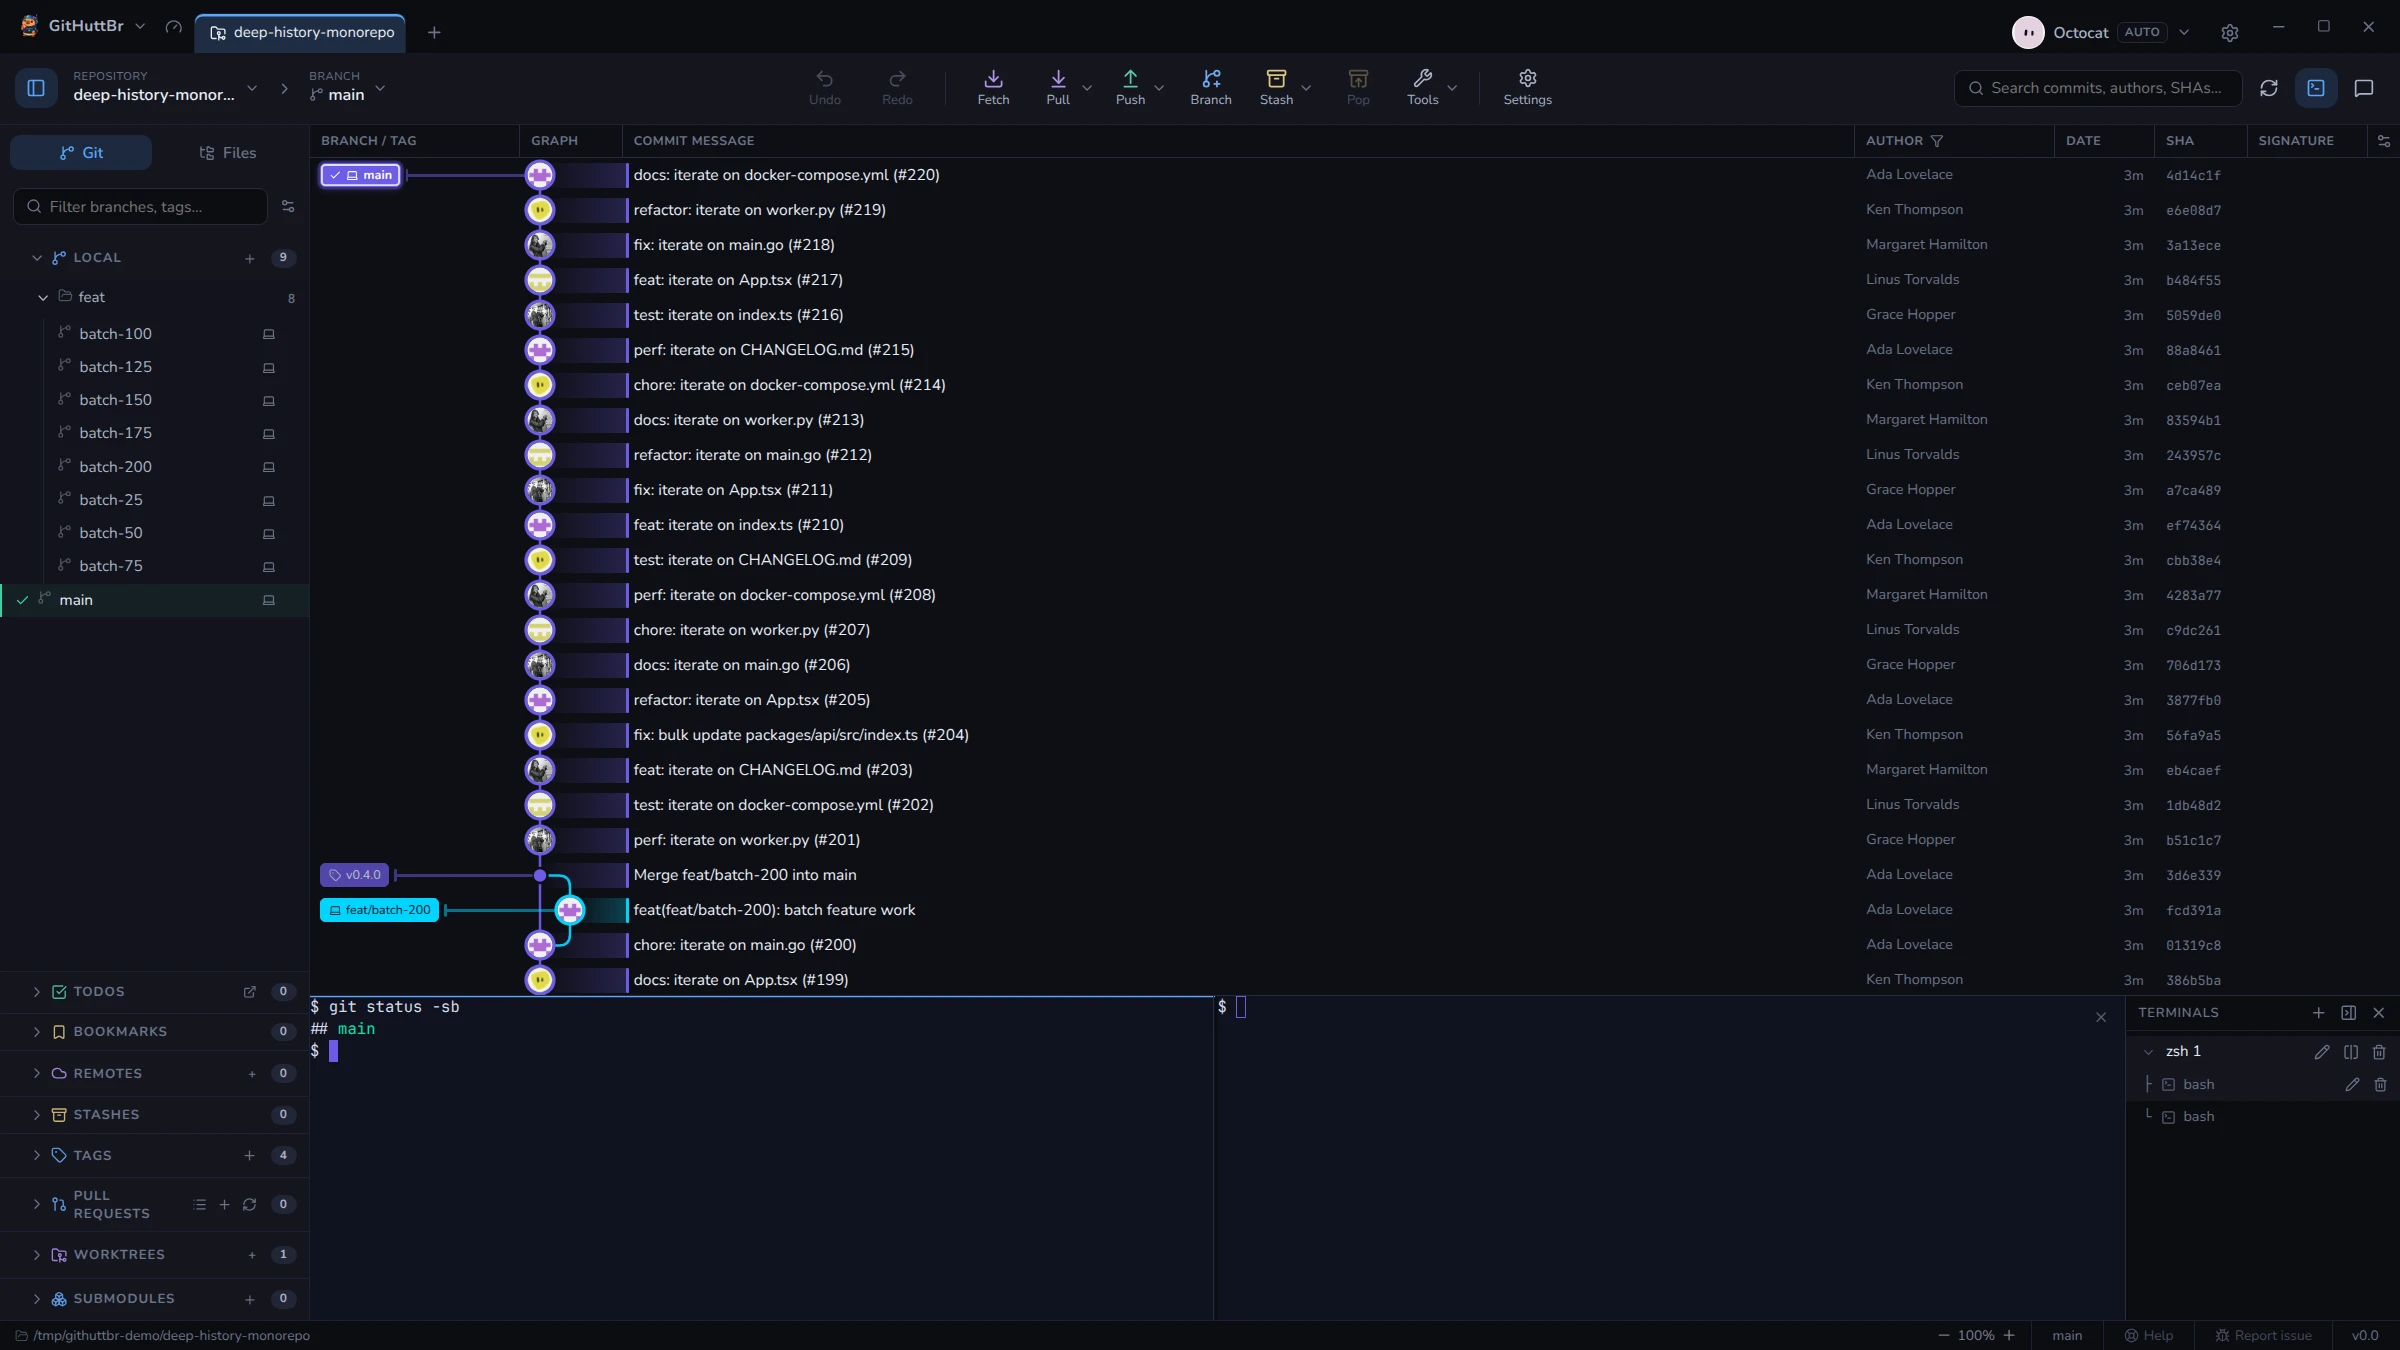 GitHuttBr
deep-history-monorepo
Octocat AUTO
REPOSITORY
deep-history-monor...
BRANCH
main
Undo
Redo
Fetch
Pull
Push
Branch
Stash
Pop
Tools
Settings
Search commits, authors, SHAs...
Git
Files
Filter branches, tags...
LOCAL 9
feat 8
batch-100
batch-125
batch-150
batch-175
batch-200
batch-25
batch-50
batch-75
main
TODOS 0
BOOKMARKS 0
REMOTES 0
STASHES 0
TAGS 4
PULL REQUESTS 0
WORKTREES 1
SUBMODULES 0
BRANCH / TAG GRAPH COMMIT MESSAGE AUTHOR DATE SHA SIGNATURE
main docs: iterate on docker-compose.yml (#220) Ada Lovelace 3m 4d14c1f
refactor: iterate on worker.py (#219) Ken Thompson 3m e6e08d7
fix: iterate on main.go (#218) Margaret Hamilton 3m 3a13ece
feat: iterate on App.tsx (#217) Linus Torvalds 3m b484f55
test: iterate on index.ts (#216) Grace Hopper 3m 5059de0
perf: iterate on CHANGELOG.md (#215) Ada Lovelace 3m 88a8461
chore: iterate on docker-compose.yml (#214) Ken Thompson 3m ceb07ea
docs: iterate on worker.py (#213) Margaret Hamilton 3m 83594b1
refactor: iterate on main.go (#212) Linus Torvalds 3m 243957c
fix: iterate on App.tsx (#211) Grace Hopper 3m a7ca489
feat: iterate on index.ts (#210) Ada Lovelace 3m ef74364
test: iterate on CHANGELOG.md (#209) Ken Thompson 3m cbb38e4
perf: iterate on docker-compose.yml (#208) Margaret Hamilton 3m 4283a77
chore: iterate on worker.py (#207) Linus Torvalds 3m c9dc261
docs: iterate on main.go (#206) Grace Hopper 3m 706d173
refactor: iterate on App.tsx (#205) Ada Lovelace 3m 3877fb0
fix: bulk update packages/api/src/index.ts (#204) Ken Thompson 3m 56fa9a5
feat: iterate on CHANGELOG.md (#203) Margaret Hamilton 3m eb4caef
test: iterate on docker-compose.yml (#202) Linus Torvalds 3m 1db48d2
perf: iterate on worker.py (#201) Grace Hopper 3m b51c1c7
v0.4.0 Merge feat/batch-200 into main Ada Lovelace 3m 3d6e339
feat/batch-200 feat(feat/batch-200): batch feature work Ada Lovelace 3m fcd391a
chore: iterate on main.go (#200) Ada Lovelace 3m 01319c8
docs: iterate on App.tsx (#199) Ken Thompson 3m 386b5ba
$ git status -sb
## main
$
$
TERMINALS
zsh 1
bash
bash
/tmp/githuttbr-demo/deep-history-monorepo
100%
main
Help
Report issue
v0.0